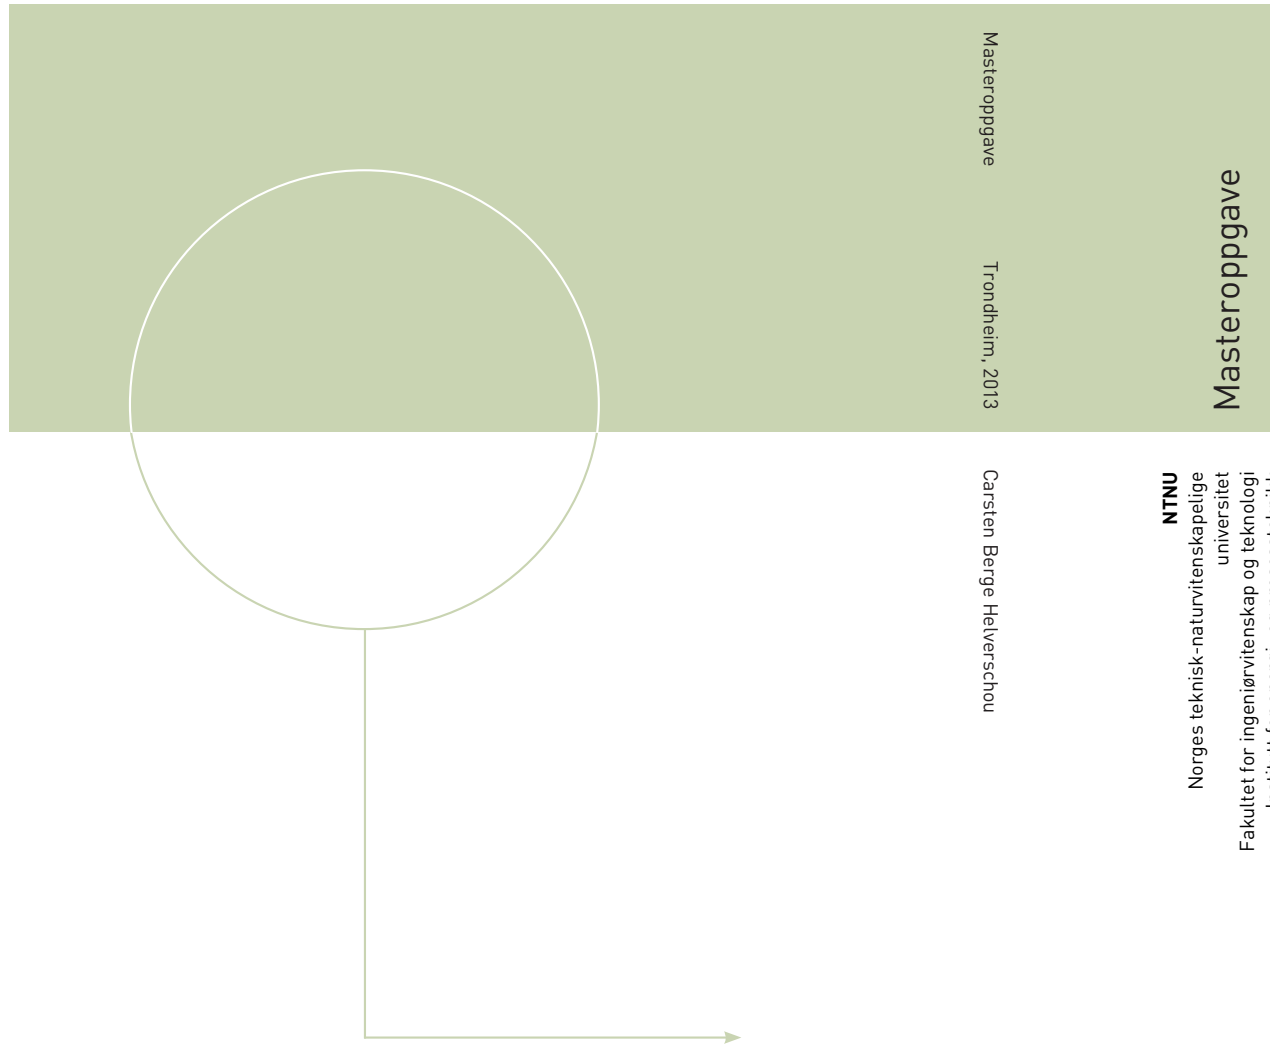 Masteroppgave
Trondheim, 2013
Carsten Berge Helverschou
Masteroppgave
NTNU
Norges teknisk-naturvitenskapelige
universitet
Fakultet for ingeniørvitenskap og teknologi